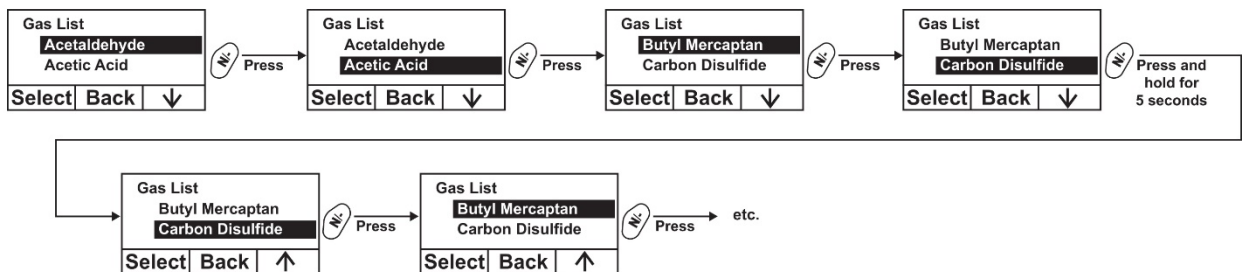 Gas List
Acetaldehyde
Acetic Acid
Select Back ↓
N/-
Press
Gas List
Acetaldehyde
Acetic Acid
Select Back ↓
N/-
Press
Gas List
Butyl Mercaptan
Carbon Disulfide
Select Back ↓
N/-
Press
Gas List
Butyl Mercaptan
Carbon Disulfide
Select Back ↓
N/-
Press and
hold for
5 seconds
Gas List
Butyl Mercaptan
Carbon Disulfide
Select Back ↑
N/-
Press
Gas List
Butyl Mercaptan
Carbon Disulfide
Select Back ↑
N/-
Press
etc.